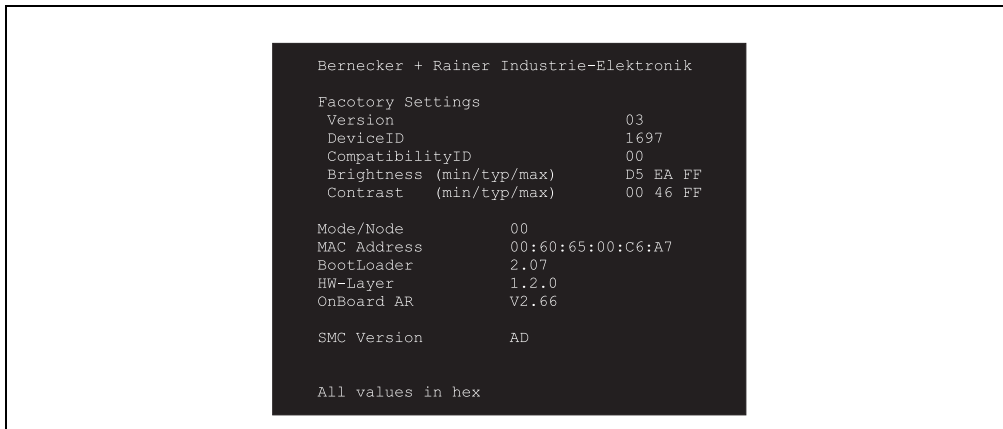 Bernecker + Rainer Industrie-Elektronik
Facotory Settings
Version 03
DeviceID 1697
CompatibilityID 00
Brightness (min/typ/max) D5 EA FF
Contrast (min/typ/max) 00 46 FF
Mode/Node 00
MAC Address 00:60:65:00:C6:A7
BootLoader 2.07
HW-Layer 1.2.0
OnBoard AR V2.66
SMC Version AD
All values in hex